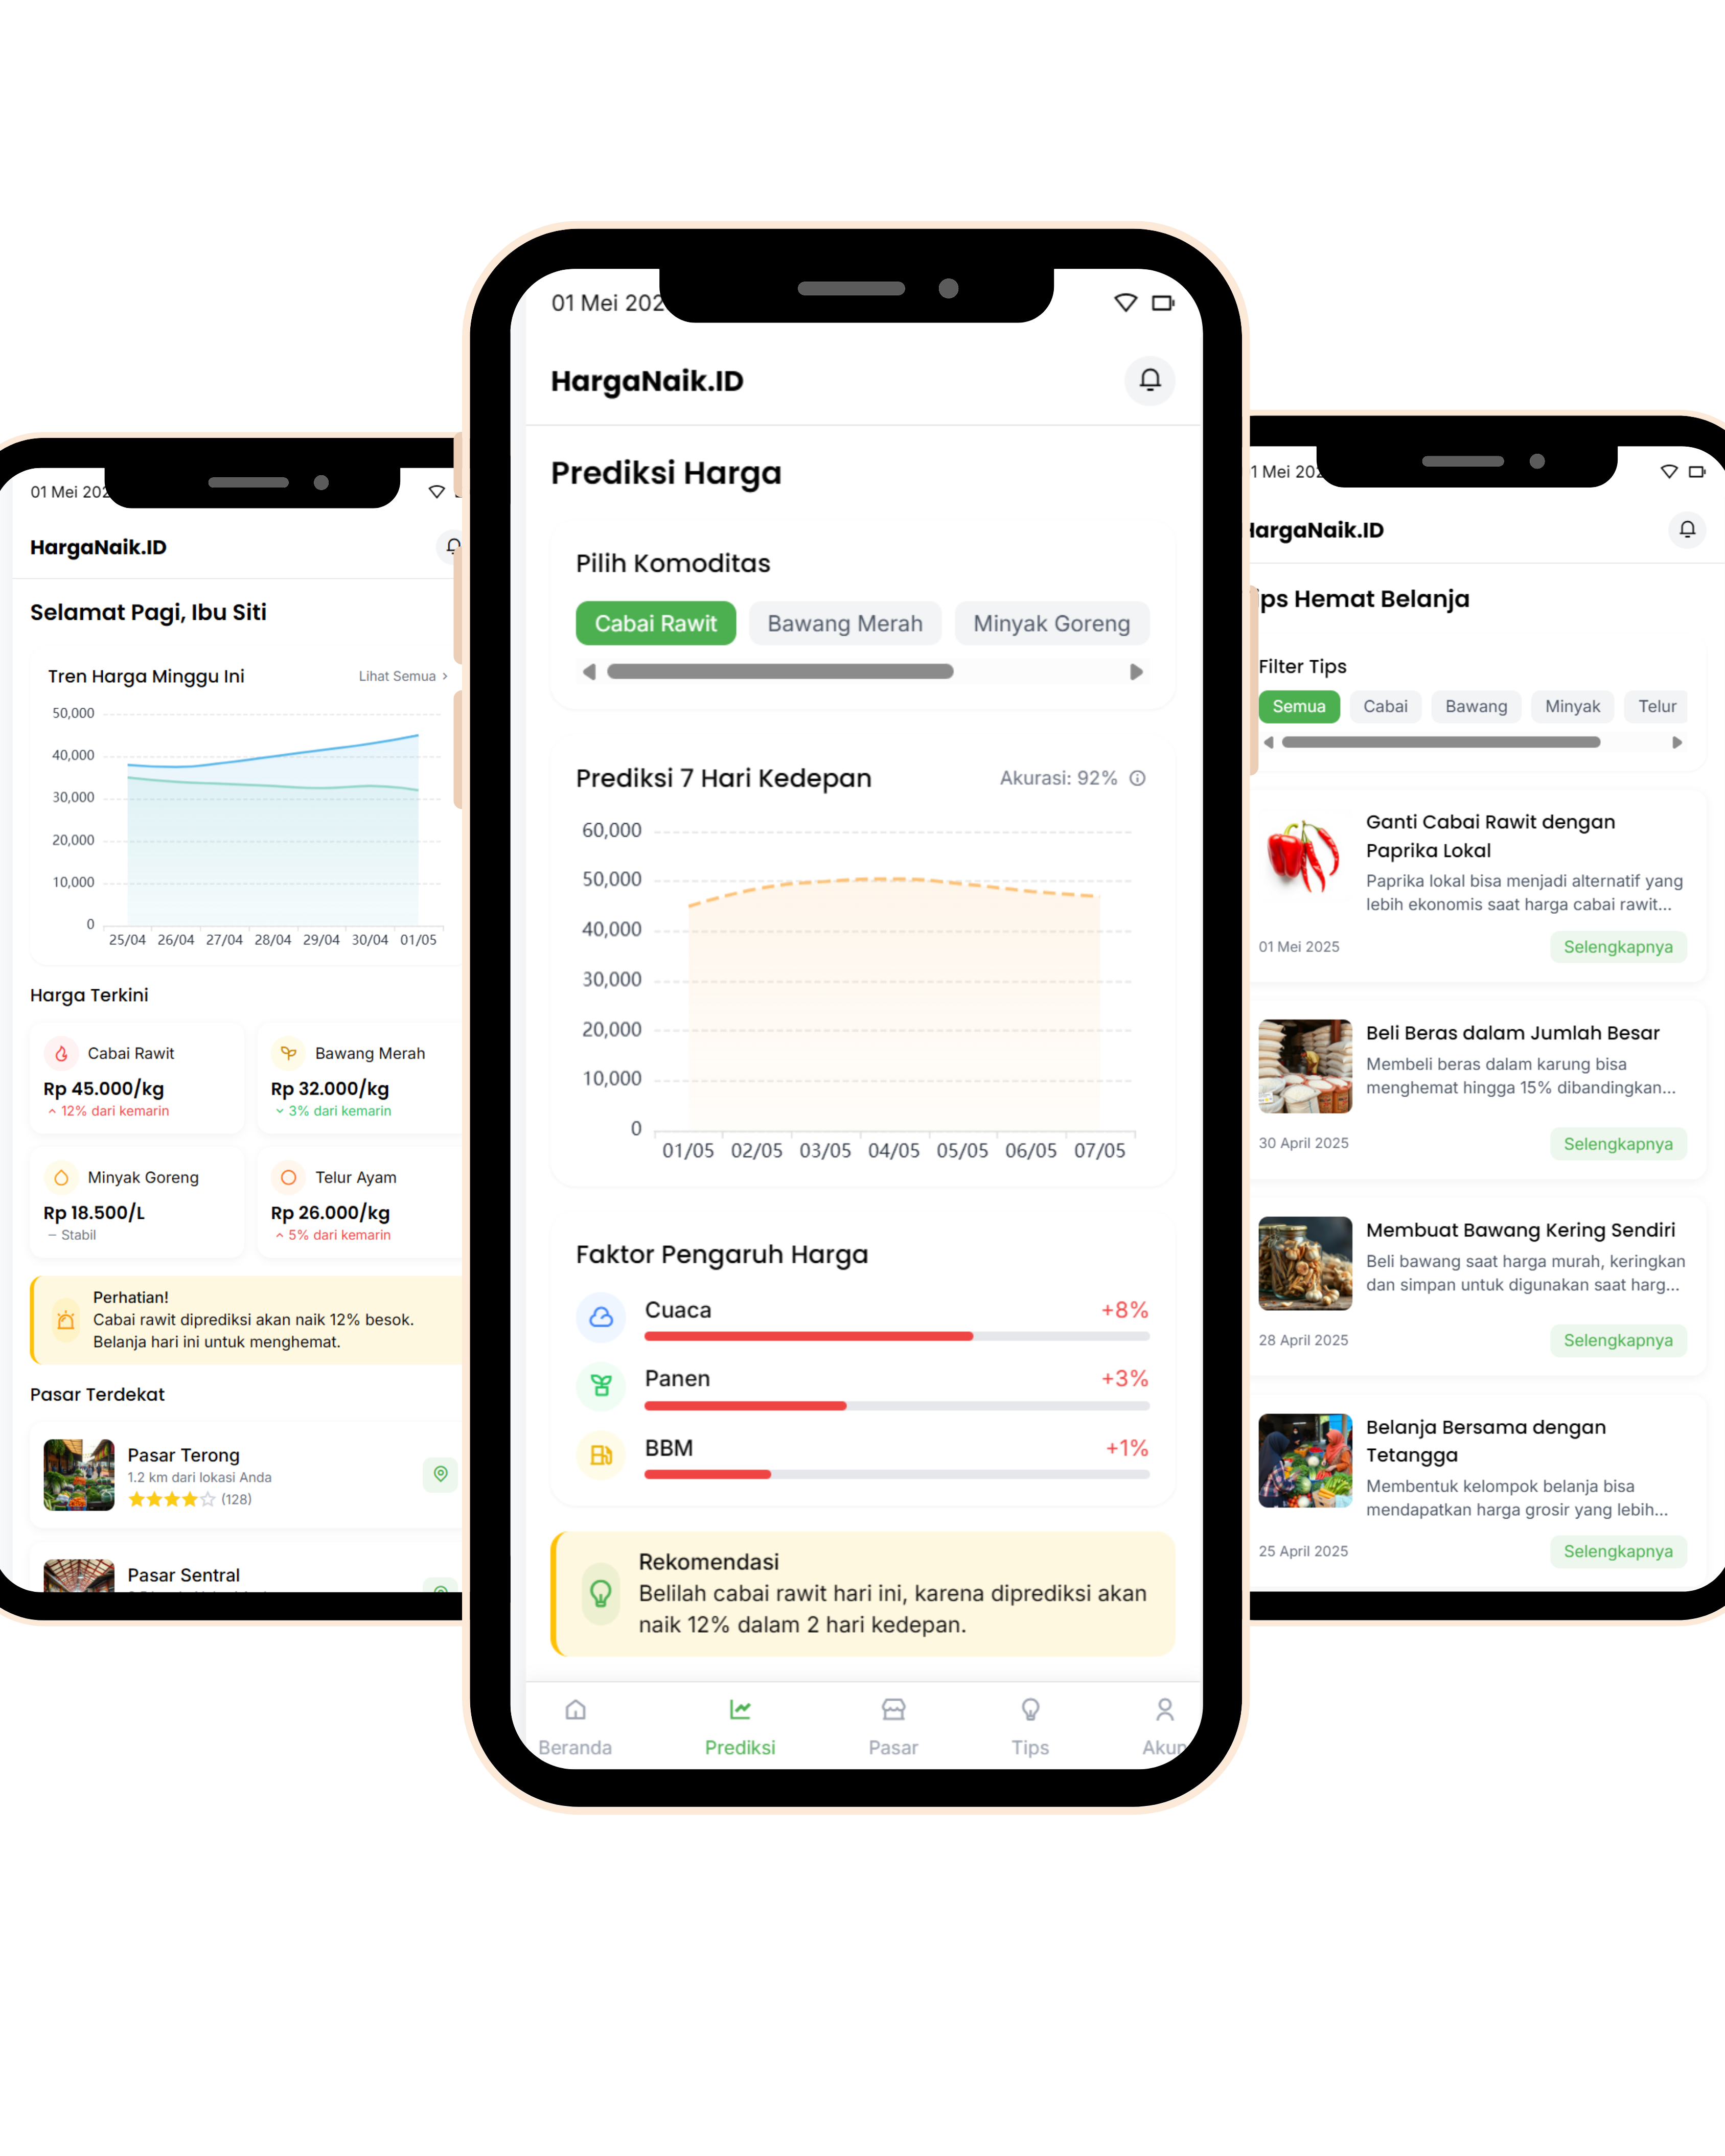 01 Mei 202
HargaNaik.ID
Selamat Pagi, Ibu Siti
Tren Harga Minggu Ini
Lihat Semua
50,000
40,000
30,000
20,000
10,000
0
25/04 26/04 27/04 28/04 29/04 30/04 01/05
Harga Terkini
Cabai Rawit
Rp 45.000/kg
12% dari kemarin
Bawang Merah
Rp 32.000/kg
3% dari kemarin
Minyak Goreng
Rp 18.500/L
– Stabil
Telur Ayam
Rp 26.000/kg
5% dari kemarin
Perhatian!
Cabai rawit diprediksi akan naik 12% besok.
Belanja hari ini untuk menghemat.
Pasar Terdekat
Pasar Terong
1.2 km dari lokasi Anda
(128)
Pasar Sentral
01 Mei 202
HargaNaik.ID
Prediksi Harga
Pilih Komoditas
Cabai Rawit
Bawang Merah
Minyak Goreng
Prediksi 7 Hari Kedepan
Akurasi: 92%
60,000
50,000
40,000
30,000
20,000
10,000
0
01/05 02/05 03/05 04/05 05/05 06/05 07/05
Faktor Pengaruh Harga
Cuaca +8%
Panen +3%
BBM +1%
Rekomendasi
Belilah cabai rawit hari ini, karena diprediksi akan
naik 12% dalam 2 hari kedepan.
Beranda
Prediksi
Pasar
Tips
Akun
1 Mei 202
HargaNaik.ID
ips Hemat Belanja
Filter Tips
Semua
Cabai
Bawang
Minyak
Telur
Ganti Cabai Rawit dengan
Paprika Lokal
Paprika lokal bisa menjadi alternatif yang
lebih ekonomis saat harga cabai rawit...
01 Mei 2025
Selengkapnya
Beli Beras dalam Jumlah Besar
Membeli beras dalam karung bisa
menghemat hingga 15% dibandingkan...
30 April 2025
Selengkapnya
Membuat Bawang Kering Sendiri
Beli bawang saat harga murah, keringkan
dan simpan untuk digunakan saat harg...
28 April 2025
Selengkapnya
Belanja Bersama dengan
Tetangga
Membentuk kelompok belanja bisa
mendapatkan harga grosir yang lebih...
25 April 2025
Selengkapnya